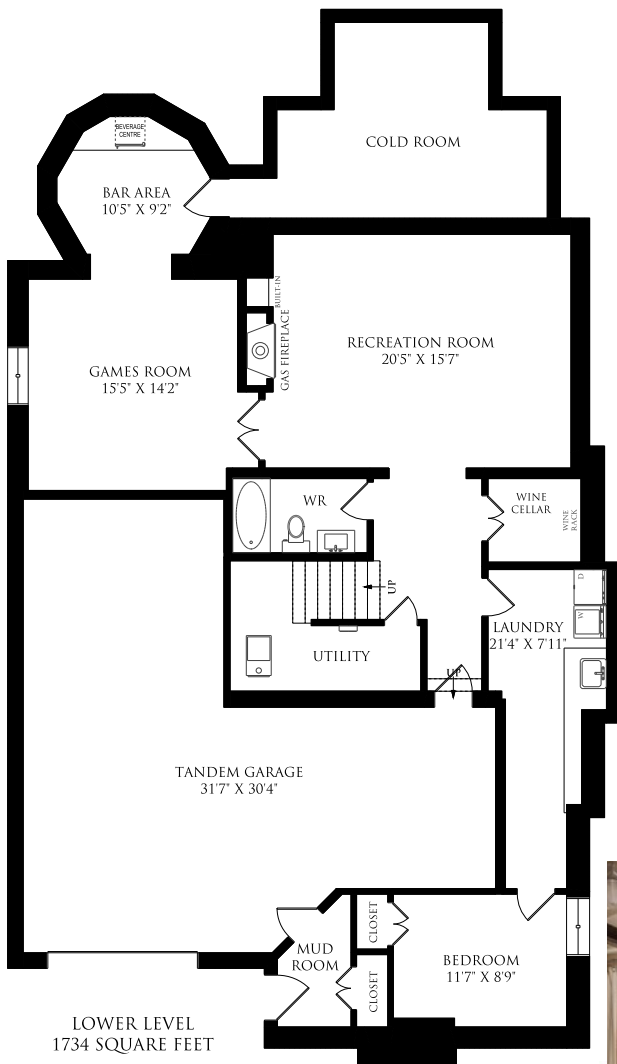 COLD ROOM
BEVERAGE
CENTRE
BAR AREA
10'5" X 9'2"
BUILT-IN
GAS FIREPLACE
RECREATION ROOM
20'5" X 15'7"
GAMES ROOM
15'5" X 14'2"
WR
WINE
CELLAR
WINE
RACK
UP
D
W
LAUNDRY
21'4" X 7'11"
UTILITY
UP
TANDEM GARAGE
31'7" X 30'4"
CLOSET
MUD
ROOM
CLOSET
BEDROOM
11'7" X 8'9"
LOWER LEVEL
1734 SQUARE FEET